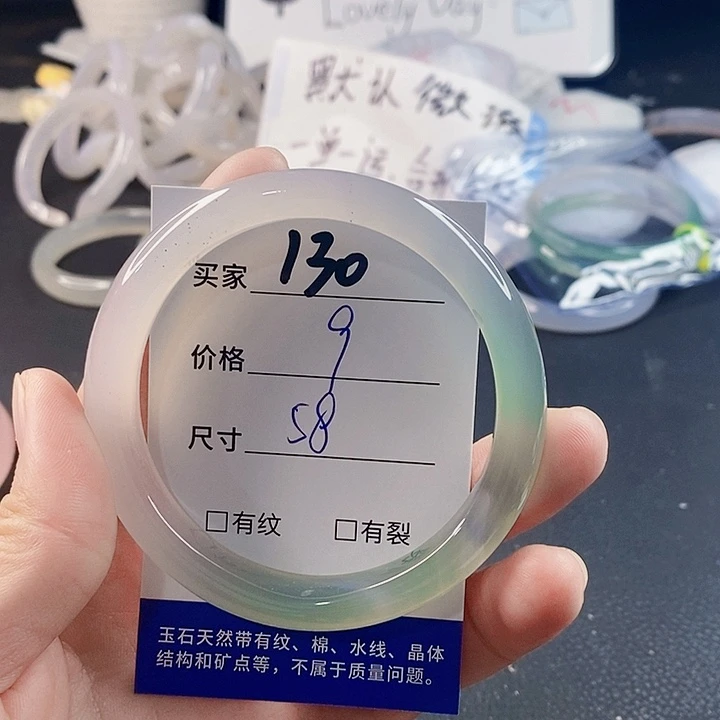 Lovely Day
默认微瑕
买家 130
价格 9
尺寸 58
□有纹 □有裂
玉石天然带有纹、棉、水线、晶体
结构和矿点等，不属于质量问题。